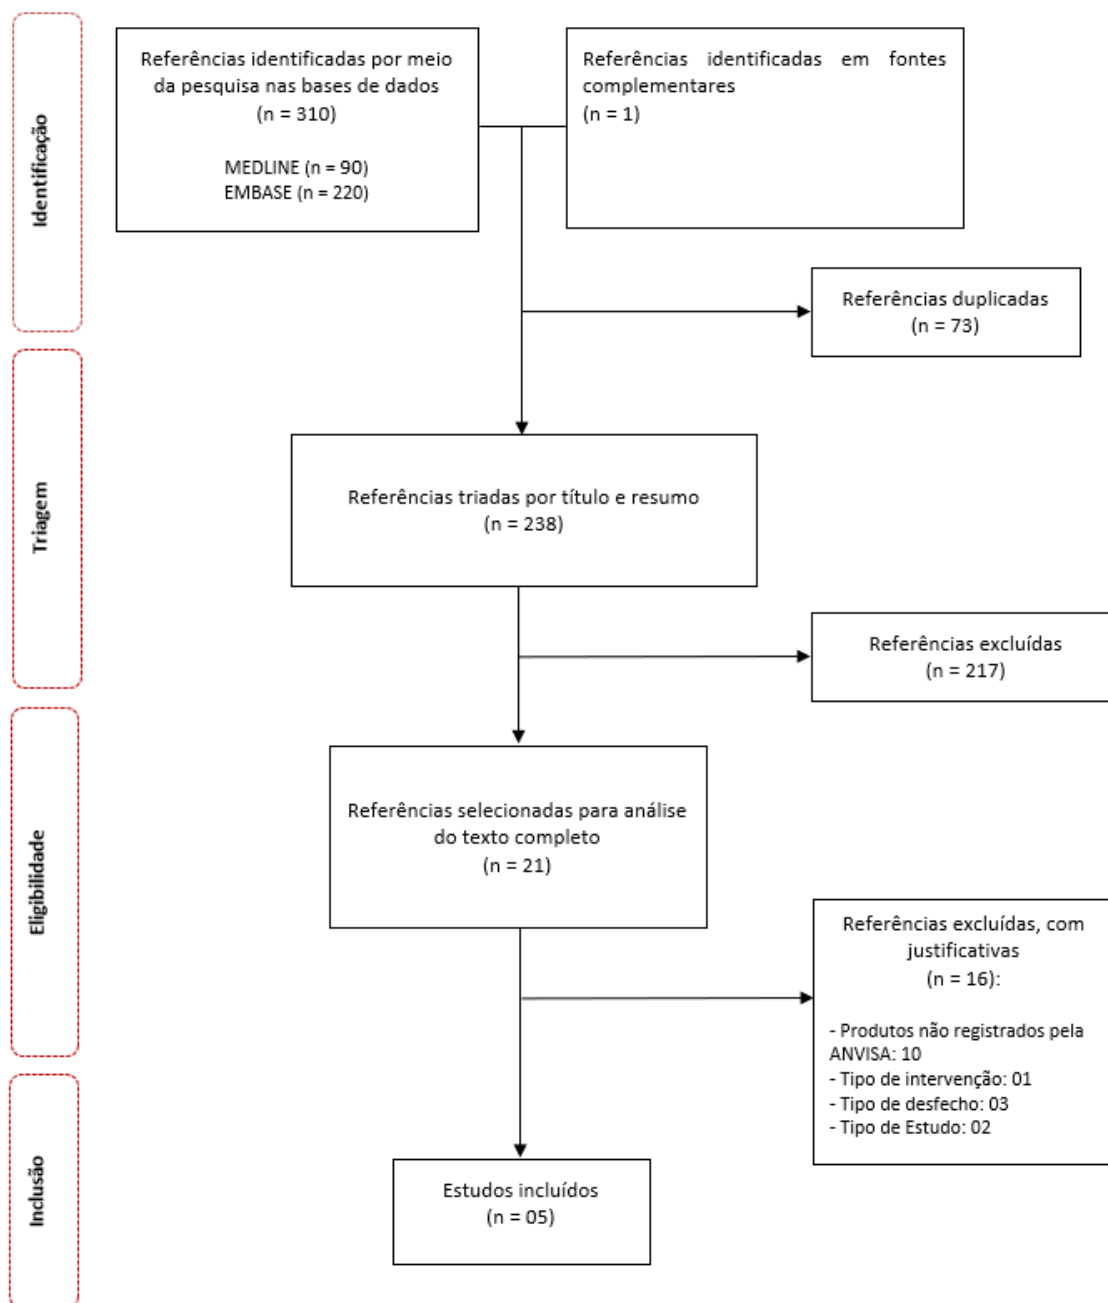 Identificação
Referências identificadas por meio
da pesquisa nas bases de dados
(n = 310)
MEDLINE (n = 90)
EMBASE (n = 220)
Referências identificadas em fontes
complementares
(n = 1)
Referências duplicadas
(n = 73)
Triagem
Referências triadas por título e resumo
(n = 238)
Referências excluídas
(n = 217)
Eligibilidade
Referências selecionadas para análise
do texto completo
(n = 21)
Referências excluídas, com
justificativas
(n = 16):
- Produtos não registrados pela
ANVISA: 10
- Tipo de intervenção: 01
- Tipo de desfecho: 03
- Tipo de Estudo: 02
Inclusão
Estudos incluídos
(n = 05)